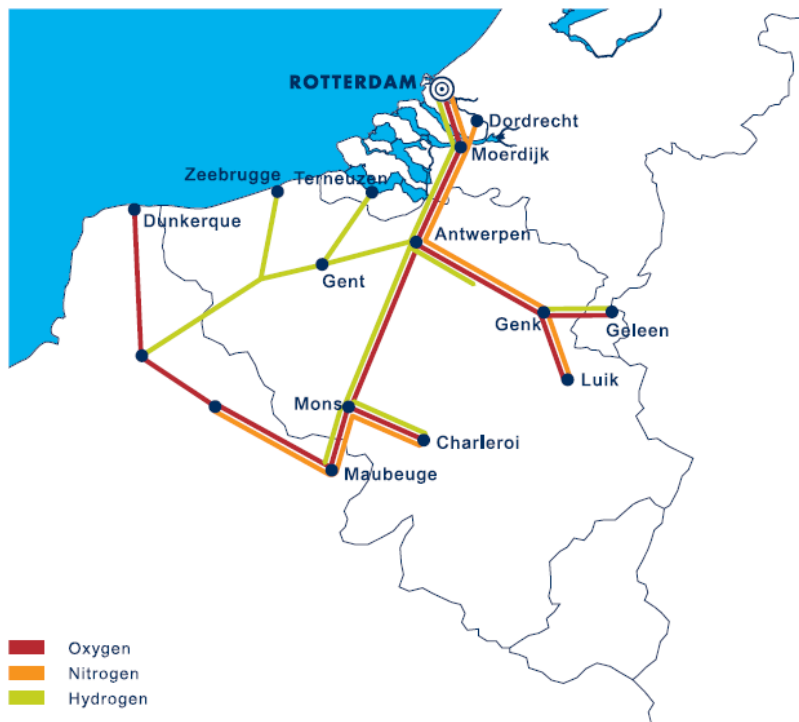 ROTTERDAM
Dordrecht
Moerdijk
Zeebrugge
Terneuzen
Dunkerque
Antwerpen
Gent
Genk
Geleen
Luik
Mons
Charleroi
Maubeuge
Oxygen
Nitrogen
Hydrogen